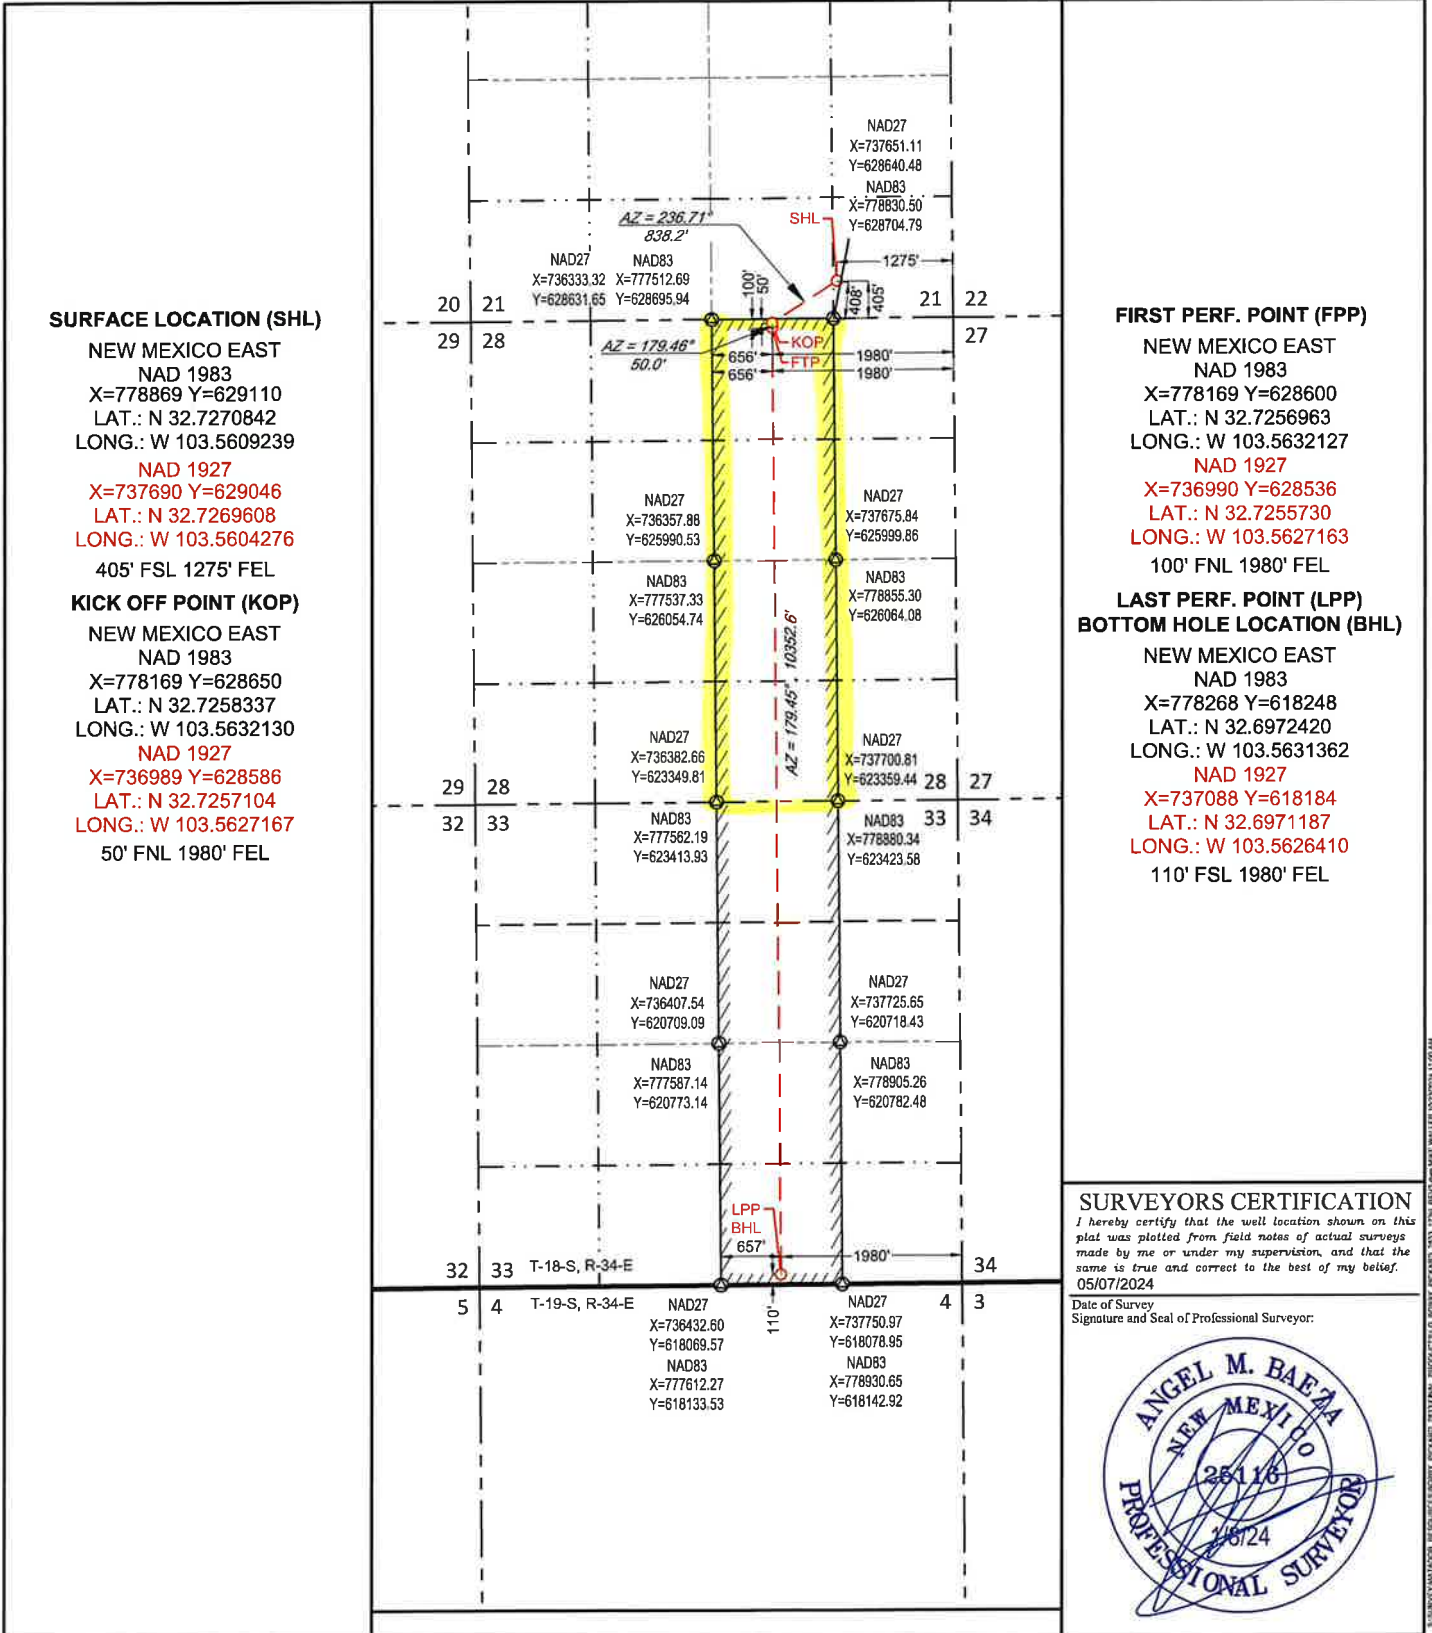 SURFACE LOCATION (SHL)
NEW MEXICO EAST
NAD 1983
X=778869 Y=629110
LAT.: N 32.7270842
LONG.: W 103.5609239
NAD 1927
X=737690 Y=629046
LAT.: N 32.7269608
LONG.: W 103.5604276
405' FSL 1275' FEL
KICK OFF POINT (KOP)
NEW MEXICO EAST
NAD 1983
X=778169 Y=628650
LAT.: N 32.7258337
LONG.: W 103.5632130
NAD 1927
X=736989 Y=628586
LAT.: N 32.7257104
LONG.: W 103.5627167
50' FNL 1980' FEL
NAD27
X=737651.11
Y=628640.48
NAD83
X=778830.50
Y=628704.79
AZ = 236.71°
838.2'
SHL
1275'
NAD27
X=736333.32
Y=628631.65
NAD83
X=777512.69
Y=628695.94
100'
50'
408'
405'
20 21
29 28
21 22
27
AZ = 179.46°
50.0'
KOP
FTP
656'
1980'
656'
1980'
NAD27
X=736357.88
Y=625990.53
NAD83
X=777537.33
Y=626054.74
NAD27
X=737675.84
Y=625999.86
NAD83
X=778855.30
Y=626064.08
AZ = 179.45°, 10352.6'
NAD27
X=736382.66
Y=623349.81
NAD27
X=737700.81
Y=623359.44
29 28
32 33
28 27
33 34
NAD83
X=777562.19
Y=623413.93
NAD83
X=778880.34
Y=623423.58
NAD27
X=736407.54
Y=620709.09
NAD83
X=777587.14
Y=620773.14
NAD27
X=737725.65
Y=620718.43
NAD83
X=778905.26
Y=620782.48
LPP
BHL
657'
1980'
32 33 T-18-S, R-34-E
34
5 4 T-19-S, R-34-E
4 3
110'
NAD27
X=736432.60
Y=618069.57
NAD83
X=777612.27
Y=618133.53
NAD27
X=737750.97
Y=618078.95
NAD83
X=778930.65
Y=618142.92
FIRST PERF. POINT (FPP)
NEW MEXICO EAST
NAD 1983
X=778169 Y=628600
LAT.: N 32.7256963
LONG.: W 103.5632127
NAD 1927
X=736990 Y=628536
LAT.: N 32.7255730
LONG.: W 103.5627163
100' FNL 1980' FEL
LAST PERF. POINT (LPP)
BOTTOM HOLE LOCATION (BHL)
NEW MEXICO EAST
NAD 1983
X=778268 Y=618248
LAT.: N 32.6972420
LONG.: W 103.5631362
NAD 1927
X=737088 Y=618184
LAT.: N 32.6971187
LONG.: W 103.5626410
110' FSL 1980' FEL
SURVEYORS CERTIFICATION
I hereby certify that the well location shown on this
plat was plotted from field notes of actual surveys
made by me or under my supervision, and that the
same is true and correct to the best of my belief.
05/07/2024
Date of Survey
Signature and Seal of Professional Surveyor:
ANGEL M. BAEZA
NEW MEXICO
25116
PROFESSIONAL SURVEYOR